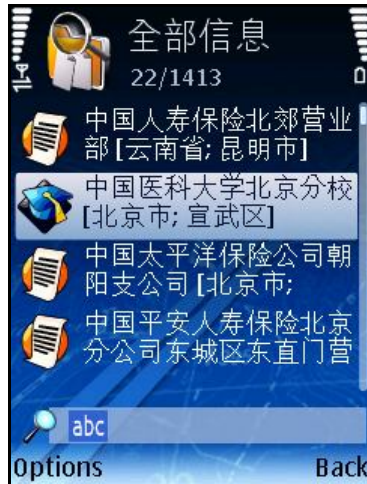 全部信息
22/1413
中国人寿保险北郊营业
部 [云南省; 昆明市]
中国医科大学北京分校
[北京市; 宣武区]
中国太平洋保险公司朝
阳支公司 [北京市;
中国平安人寿保险北京
分公司东城区东直门营
abc
Options
Back